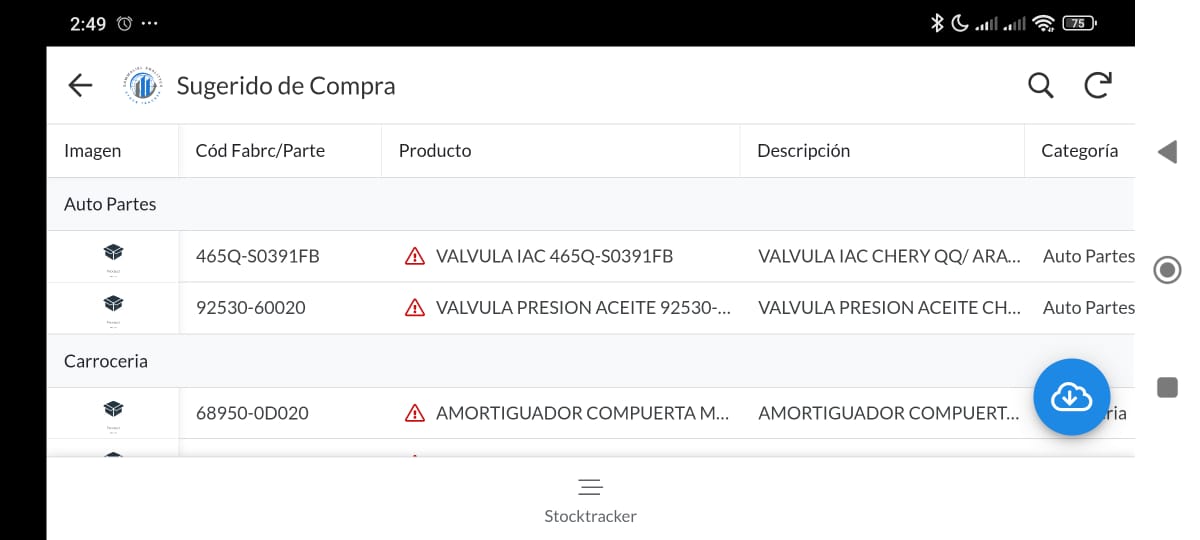 2:49 ...
75
Sugerido de Compra
Imagen Cód Fabrc/Parte Producto Descripción Categoría
Auto Partes
465Q-S0391FB VALVULA IAC 465Q-S0391FB VALVULA IAC CHERY QQ/ ARA... Auto Partes
92530-60020 VALVULA PRESION ACEITE 92530-... VALVULA PRESION ACEITE CH... Auto Partes
Carroceria
68950-0D020 AMORTIGUADOR COMPUERTA M... AMORTIGUADOR COMPUERT... ria
Stocktracker